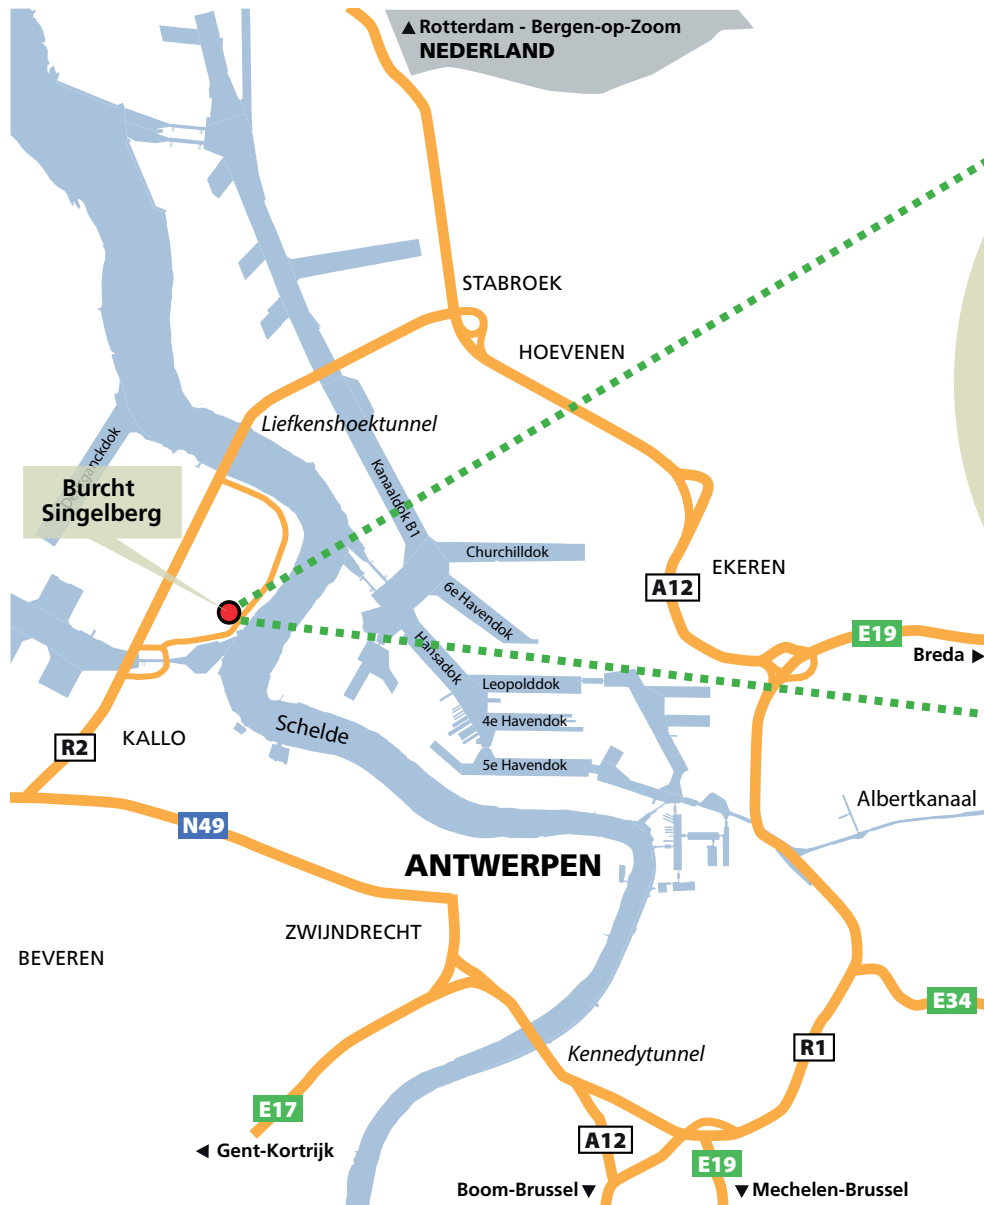 ▲ Rotterdam - Bergen-op-Zoom
NEDERLAND
STABROEK
HOEVENEN
Liefkenshoektunnel
Kanaaldok B1
Burcht
Singelberg
Churchilldok
EKEREN
A12
6e Havendok
E19
Breda ▶
Hansadok
Leopolddok
4e Havendok
5e Havendok
Schelde
KALLO
R2
N49
Albertkanaal
ANTWERPEN
ZWIJNDRECHT
BEVEREN
E34
R1
Kennedytunnel
E17
◀ Gent-Kortrijk
A12
E19
Boom-Brussel ▼
▼ Mechelen-Brussel